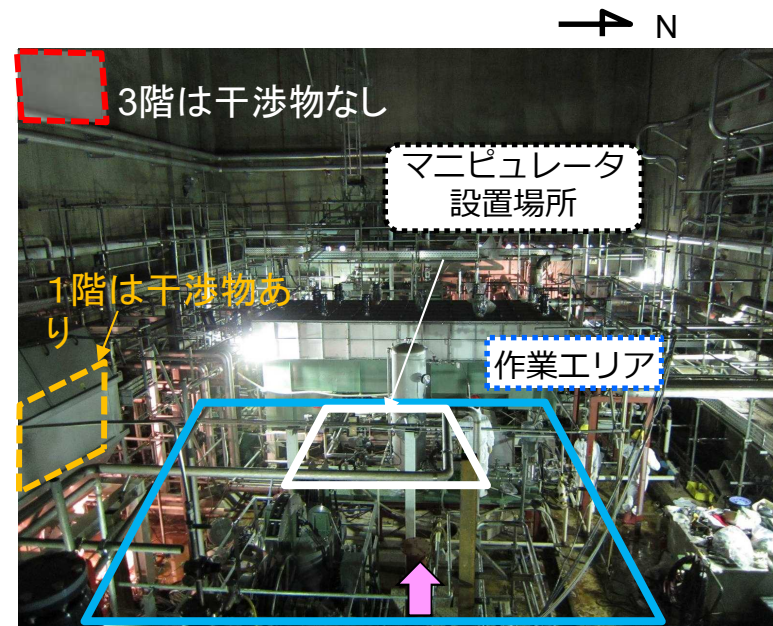 N
3階は干渉物なし
マニピュレータ
設置場所
1階は干渉物あ
り
作業エリア